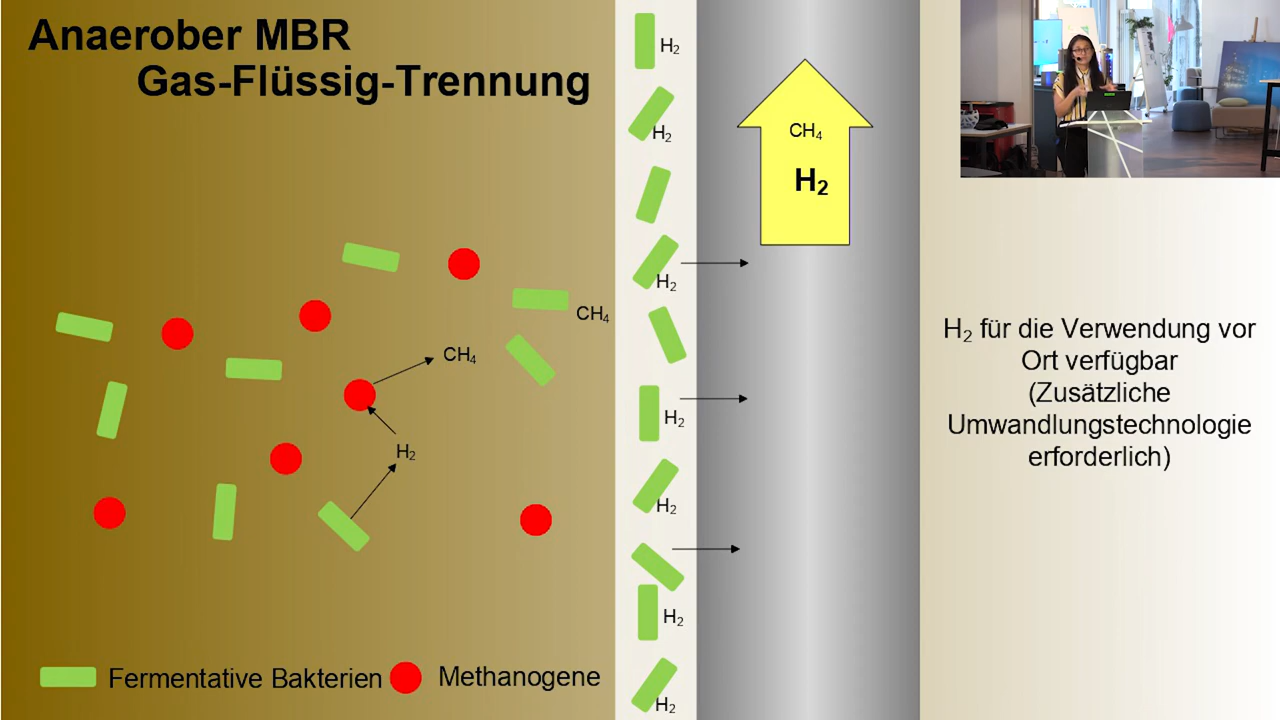 Anaerober MBR
Gas-Flüssig-Trennung
H₂
H₂
CH₄
H₂
H₂
CH₄
CH₄
H₂
H₂
H₂
H₂
H₂
H₂ für die Verwendung vor
Ort verfügbar
(Zusätzliche
Umwandlungstechnologie
erforderlich)
Fermentative Bakterien
Methanogene